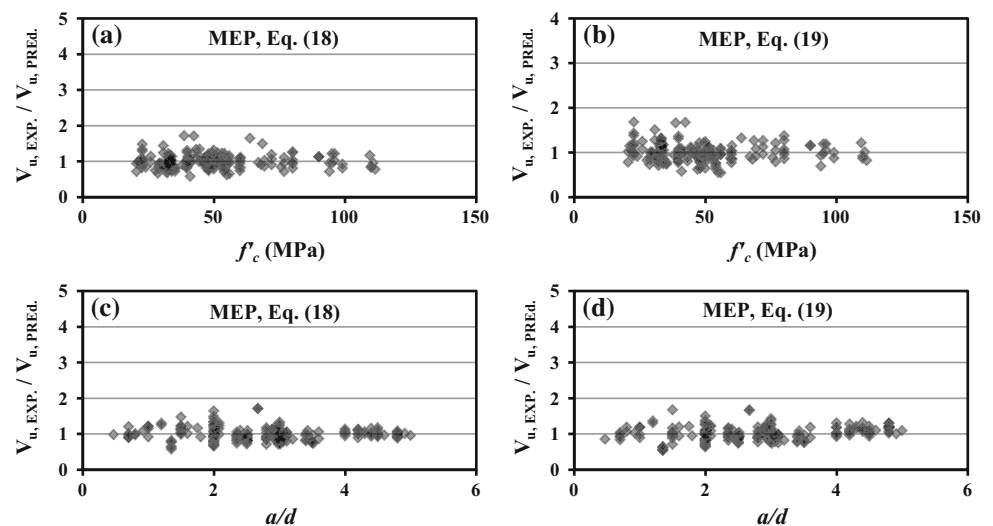 5
4
3
2
1
0
(a)
MEP, Eq. (18)
V u, EXP. / V u, PREd.
0 50 100 150
f'c (MPa)
4
3
2
1
0
(b)
MEP, Eq. (19)
V u, EXP. / V u, PREd.
0 50 100 150
f'c (MPa)
5
4
3
2
1
0
(c)
MEP, Eq. (18)
V u, EXP. / V u, PREd.
0 2 4 6
a/d
5
4
3
2
1
0
(d)
MEP, Eq. (19)
V u, EXP. / V u, PREd.
0 2 4 6
a/d